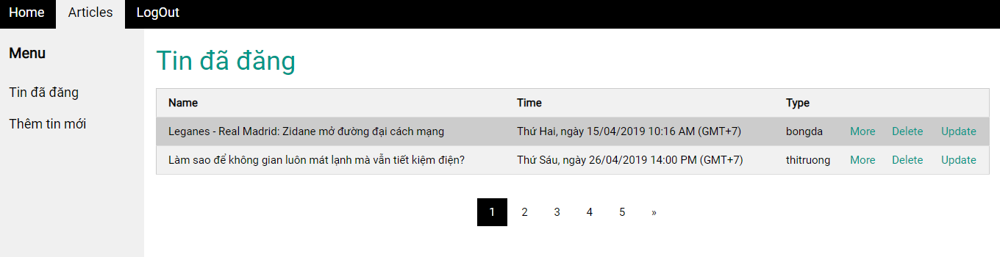 Home Articles LogOut
Menu
Tin đã đăng
Thêm tin mới
Tin đã đăng
Name Time Type
Leganes - Real Madrid: Zidane mở đường đại cách mạng Thứ Hai, ngày 15/04/2019 10:16 AM (GMT+7) bongda More Delete Update
Làm sao để không gian luôn mát lạnh mà vẫn tiết kiệm điện? Thứ Sáu, ngày 26/04/2019 14:00 PM (GMT+7) thitruong More Delete Update
1 2 3 4 5 »